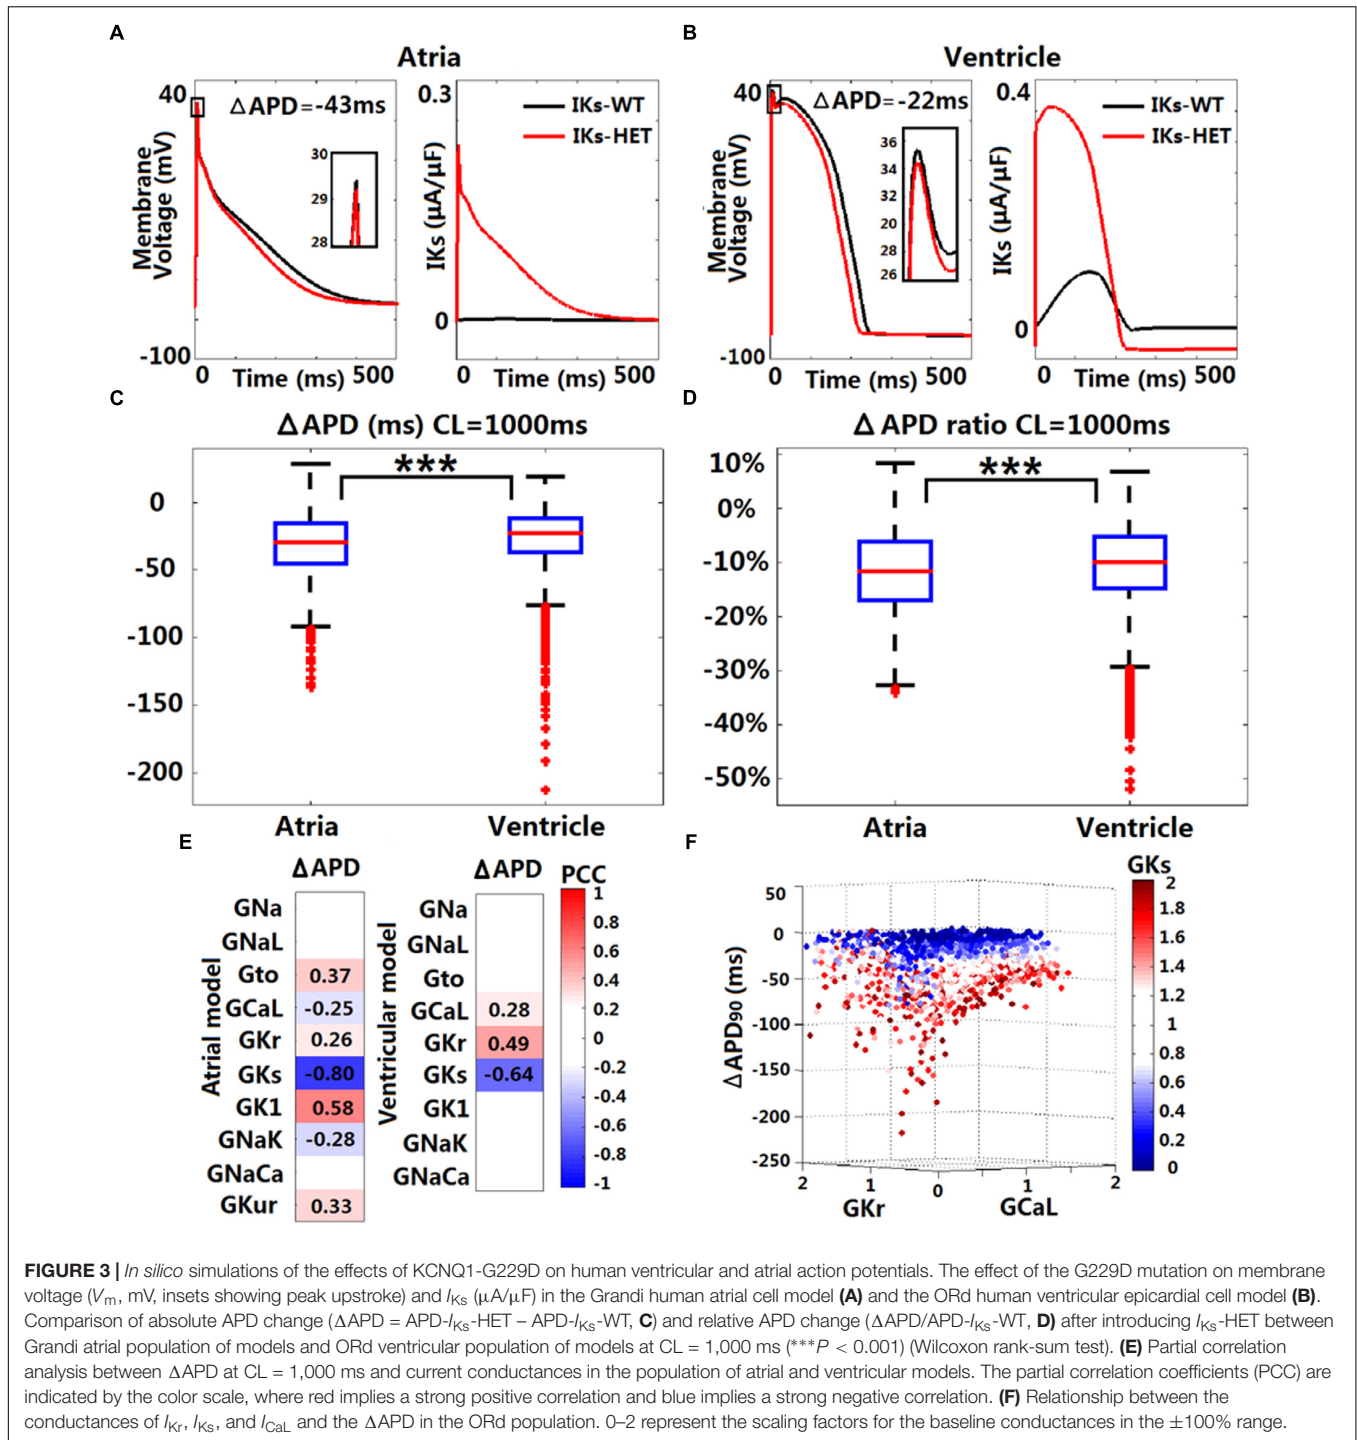 A
Atria
40
Membrane Voltage (mV)
-100
ΔAPD=-43ms
30
29
28
0 Time (ms) 500
0.3
IKs (μA/μF)
0
IKs-WT
IKs-HET
0 Time (ms) 500
B
Ventricle
40
Membrane Voltage (mV)
-100
ΔAPD=-22ms
36
34
32
20
28
26
0 Time (ms) 500
0.4
IKs (μA/μF)
0
IKs-WT
IKs-HET
0 Time (ms) 500
C
ΔAPD (ms) CL=1000ms
***
0
-50
-100
-150
-200
Atria Ventricle
D
Δ APD ratio CL=1000ms
***
10%
0%
-10%
-20%
-30%
-40%
-50%
Atria Ventricle
E
ΔAPD
Atrial model
GNa
GNaL
Gto 0.37
GCaL -0.25
GKr 0.26
GKs -0.80
GK1 0.58
GNaK -0.28
GNaCa
GKur 0.33
ΔAPD
Ventricular model
GNa
GNaL
Gto
GCaL 0.28
GKr 0.49
GKs -0.64
GK1
GNaK
GNaCa
PCC
1
0.8
0.6
0.4
0.2
0
-0.2
-0.4
-0.6
-0.8
-1
F
ΔAPD90 (ms)
50
0
-50
-100
-150
-200
-250
2 1 0 1 2
GKr GCaL
GKs
2
1.8
1.6
1.4
1.2
1
0.8
0.6
0.4
0.2
0
FIGURE 3 | In silico simulations of the effects of KCNQ1-G229D on human ventricular and atrial action potentials. The effect of the G229D mutation on membrane
voltage (Vm, mV, insets showing peak upstroke) and IKs (μA/μF) in the Grandi human atrial cell model (A) and the ORd human ventricular epicardial cell model (B).
Comparison of absolute APD change (ΔAPD = APD-IKs-HET – APD-IKs-WT, C) and relative APD change (ΔAPD/APD-IKs-WT, D) after introducing IKs-HET between
Grandi atrial population of models and ORd ventricular population of models at CL = 1,000 ms (***P < 0.001) (Wilcoxon rank-sum test). (E) Partial correlation
analysis between ΔAPD at CL = 1,000 ms and current conductances in the population of atrial and ventricular models. The partial correlation coefficients (PCC) are
indicated by the color scale, where red implies a strong positive correlation and blue implies a strong negative correlation. (F) Relationship between the
conductances of IKr, IKs, and ICaL and the ΔAPD in the ORd population. 0–2 represent the scaling factors for the baseline conductances in the ±100% range.